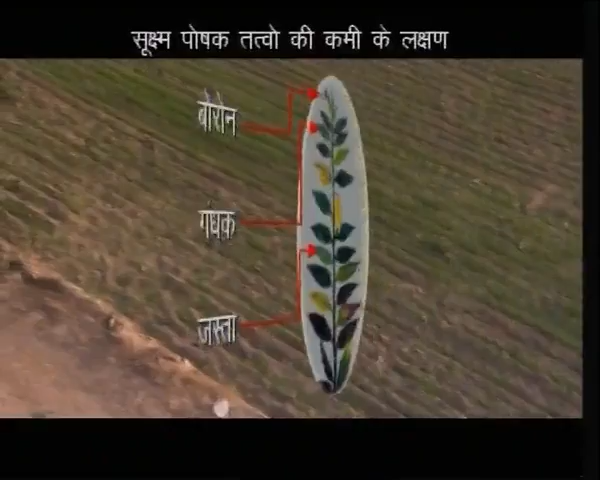 सूक्ष्म पोषक तत्वो की कमी के लक्षण
बोरोन
गंधक
जस्ता